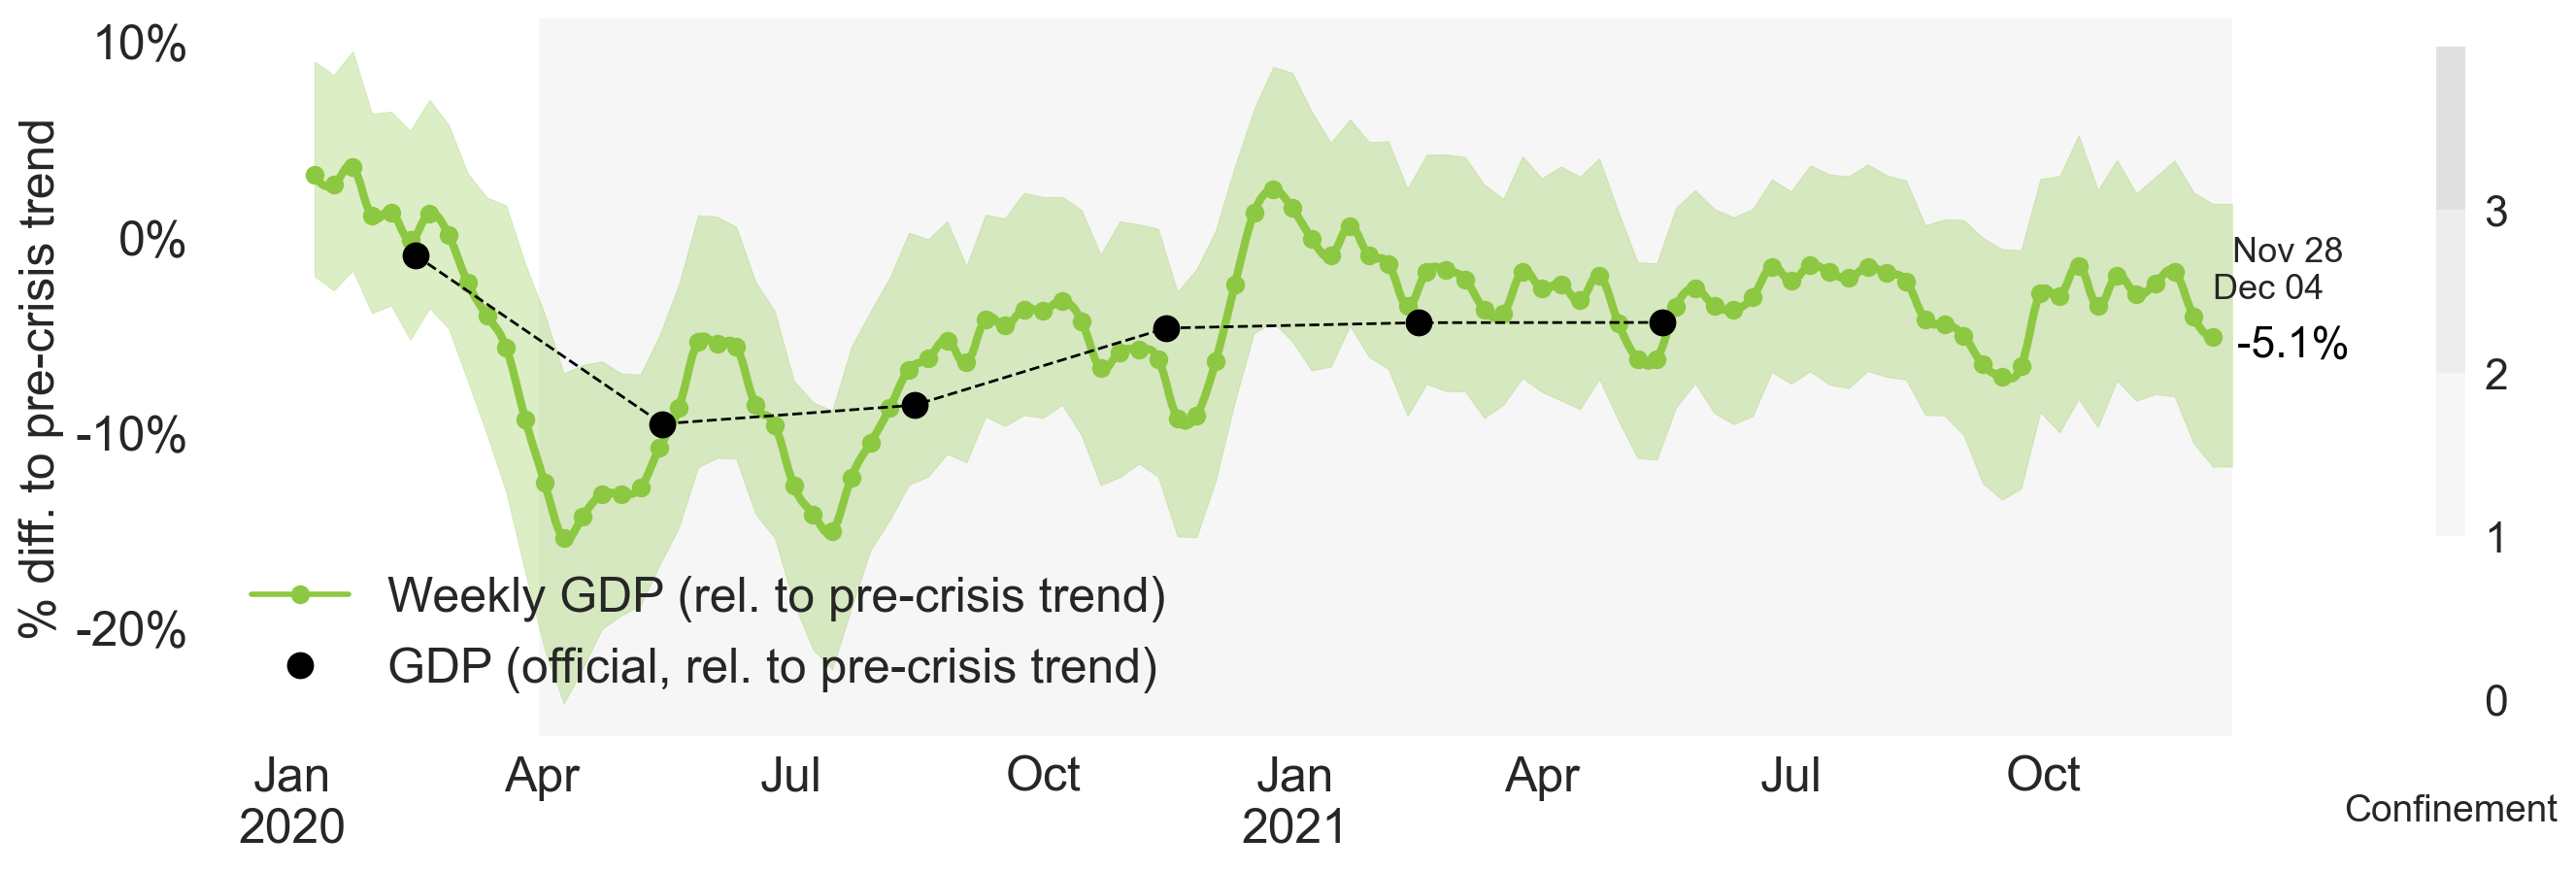 % diff. to pre-crisis trend
10%
0%
-10%
-20%
Weekly GDP (rel. to pre-crisis trend)
GDP (official, rel. to pre-crisis trend)
Nov 28
Dec 04
-5.1%
Jan
2020
Apr
Jul
Oct
Jan
2021
Apr
Jul
Oct
3
2
1
0
Confinement